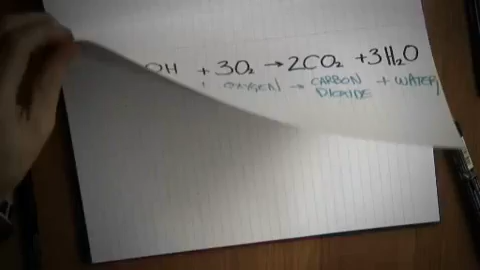 OH + 3O₂ → 2CO₂ + 3H₂O
OXYGEN → CARBON DIOXIDE + WATER